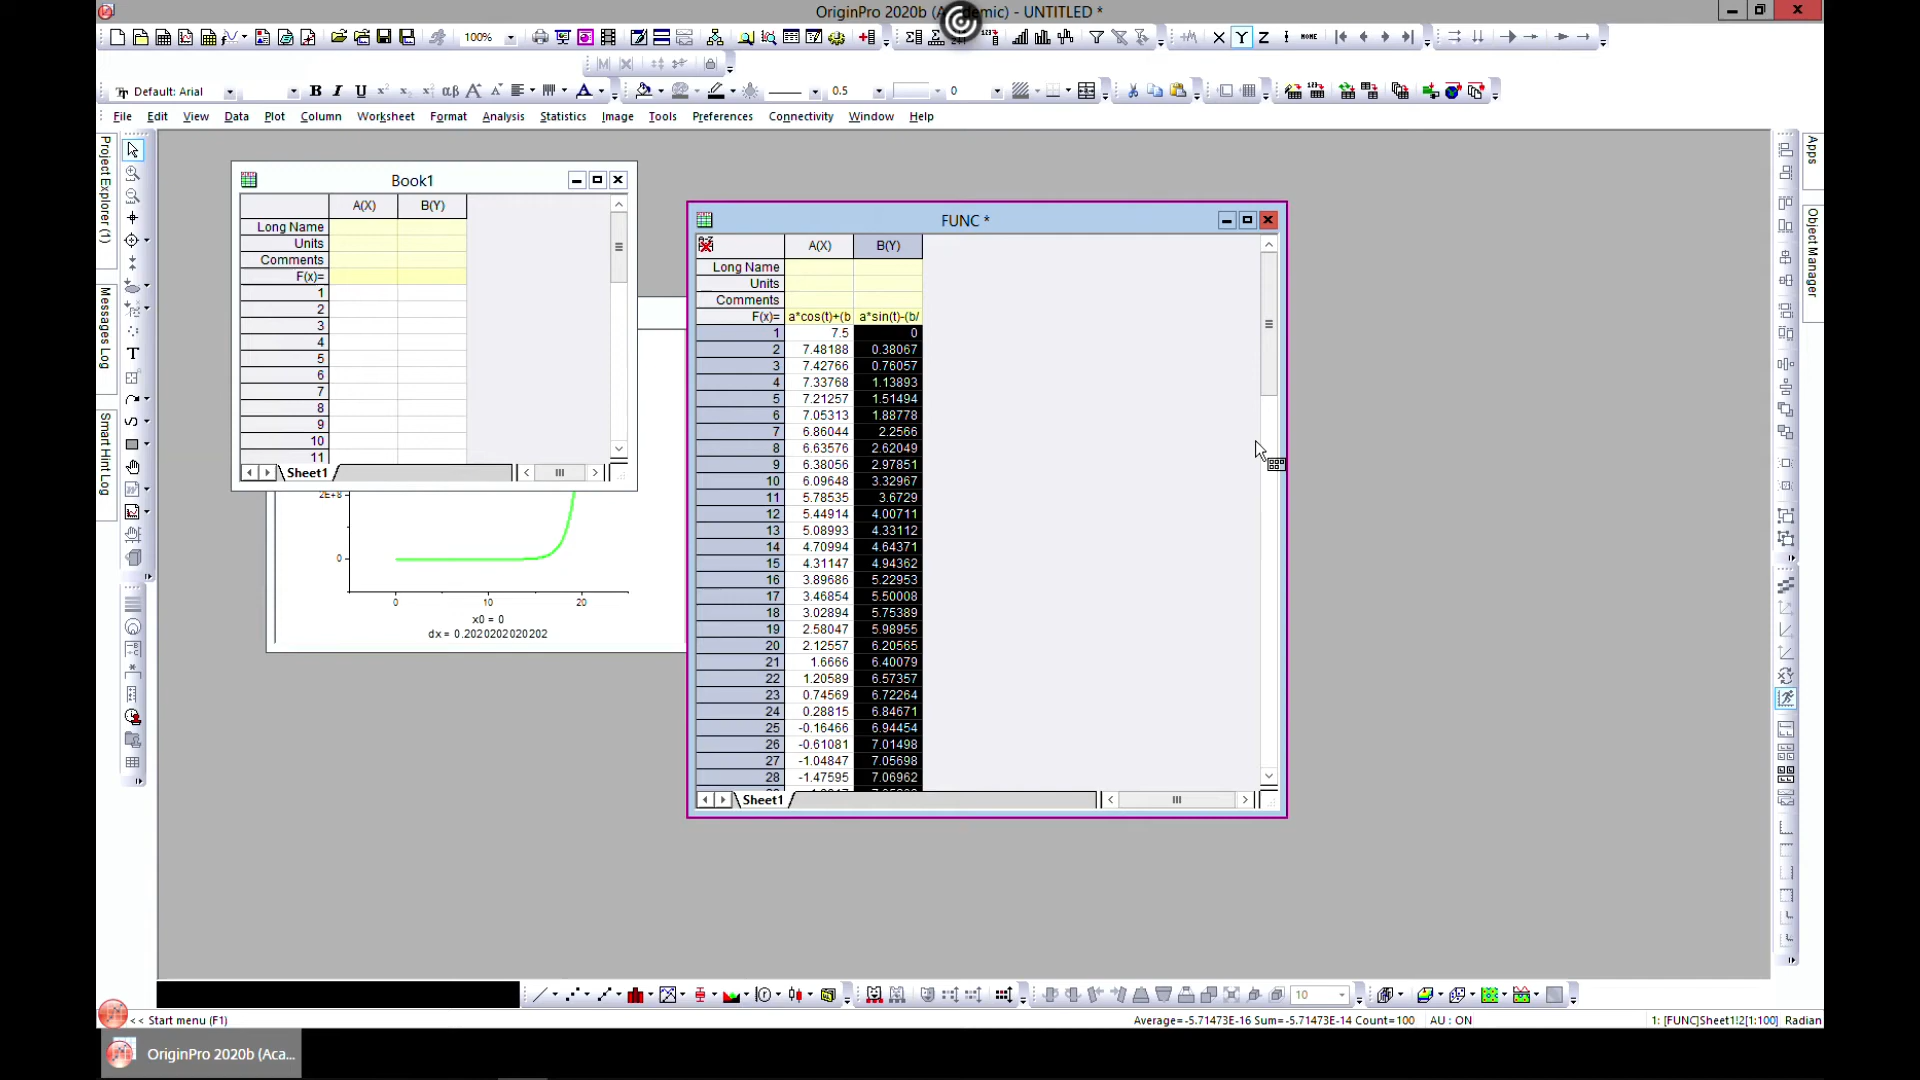 OriginPro 2020b (A demic) - UNTITLED *
100%
Default: Arial
0.5
0
File Edit View Data Plot Column Worksheet Format Analysis Statistics Image Tools Preferences Connectivity Window Help
Project Explorer (1)
Messages Log
Smart Hint Log
Apps
Object Manager
Book1
A(X) B(Y)
Long Name
Units
Comments
F(x)=
1
2
3
4
5
6
7
8
9
10
11
Sheet1
2E+8
0
0 10 20
x0 = 0
dx = 0.2020202020202
FUNC *
A(X) B(Y)
Long Name
Units
Comments
F(x)= a*cos(t)+(b a*sin(t)-(b/
1 7.5 0
2 7.48188 0.38067
3 7.42766 0.76057
4 7.33768 1.13893
5 7.21257 1.51494
6 7.05313 1.88778
7 6.86044 2.2566
8 6.63576 2.62049
9 6.38056 2.97851
10 6.09648 3.32967
11 5.78535 3.6729
12 5.44914 4.00711
13 5.08993 4.33112
14 4.70994 4.64371
15 4.31147 4.94362
16 3.89686 5.22953
17 3.46854 5.50008
18 3.02894 5.75389
19 2.58047 5.98955
20 2.12557 6.20565
21 1.6666 6.40079
22 1.20589 6.57357
23 0.74569 6.72264
24 0.28815 6.84671
25 -0.16466 6.94454
26 -0.61081 7.01498
27 -1.04847 7.05698
28 -1.47595 7.06962
Sheet1
10
<< Start menu (F1)
Average=-5.71473E-16 Sum=-5.71473E-14 Count=100 AU : ON 1: [FUNC]Sheet1!2[1:100] Radian
OriginPro 2020b (Aca...